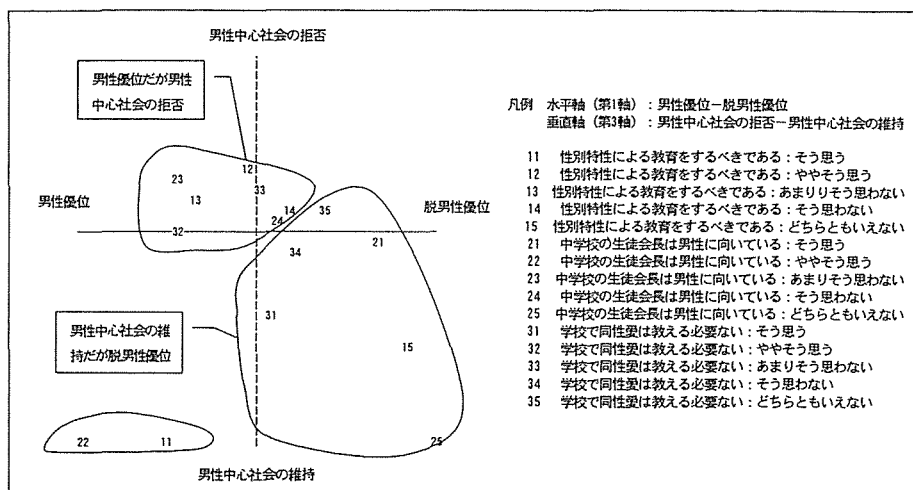 男性中心社会の拒否
男性優位だが男性
中心社会の拒否
12
23
33
13
男性優位
14
35
脱男性優位
24
32
21
34
31
男性中心社会の維
持だが脱男性優位
15
22
11
25
男性中心社会の維持
凡例 水平軸（第1軸）：男性優位－脱男性優位
垂直軸（第3軸）：男性中心社会の拒否－男性中心社会の維持
11 性別特性による教育をするべきである：そう思う
12 性別特性による教育をするべきである：ややそう思う
13 性別特性による教育をするべきである：あまりりそう思わない
14 性別特性による教育をするべきである：そう思わない
15 性別特性による教育をするべきである：どちらともいえない
21 中学校の生徒会長は男性に向いている：そう思う
22 中学校の生徒会長は男性に向いている：ややそう思う
23 中学校の生徒会長は男性に向いている：あまりそう思わない
24 中学校の生徒会長は男性に向いている：そう思わない
25 中学校の生徒会長は男性に向いている：どちらともいえない
31 学校で同性愛は教える必要ない：そう思う
32 学校で同性愛は教える必要ない：ややそう思う
33 学校で同性愛は教える必要ない：あまりそう思わない
34 学校で同性愛は教える必要ない：そう思わない
35 学校で同性愛は教える必要ない：どちらともいえない